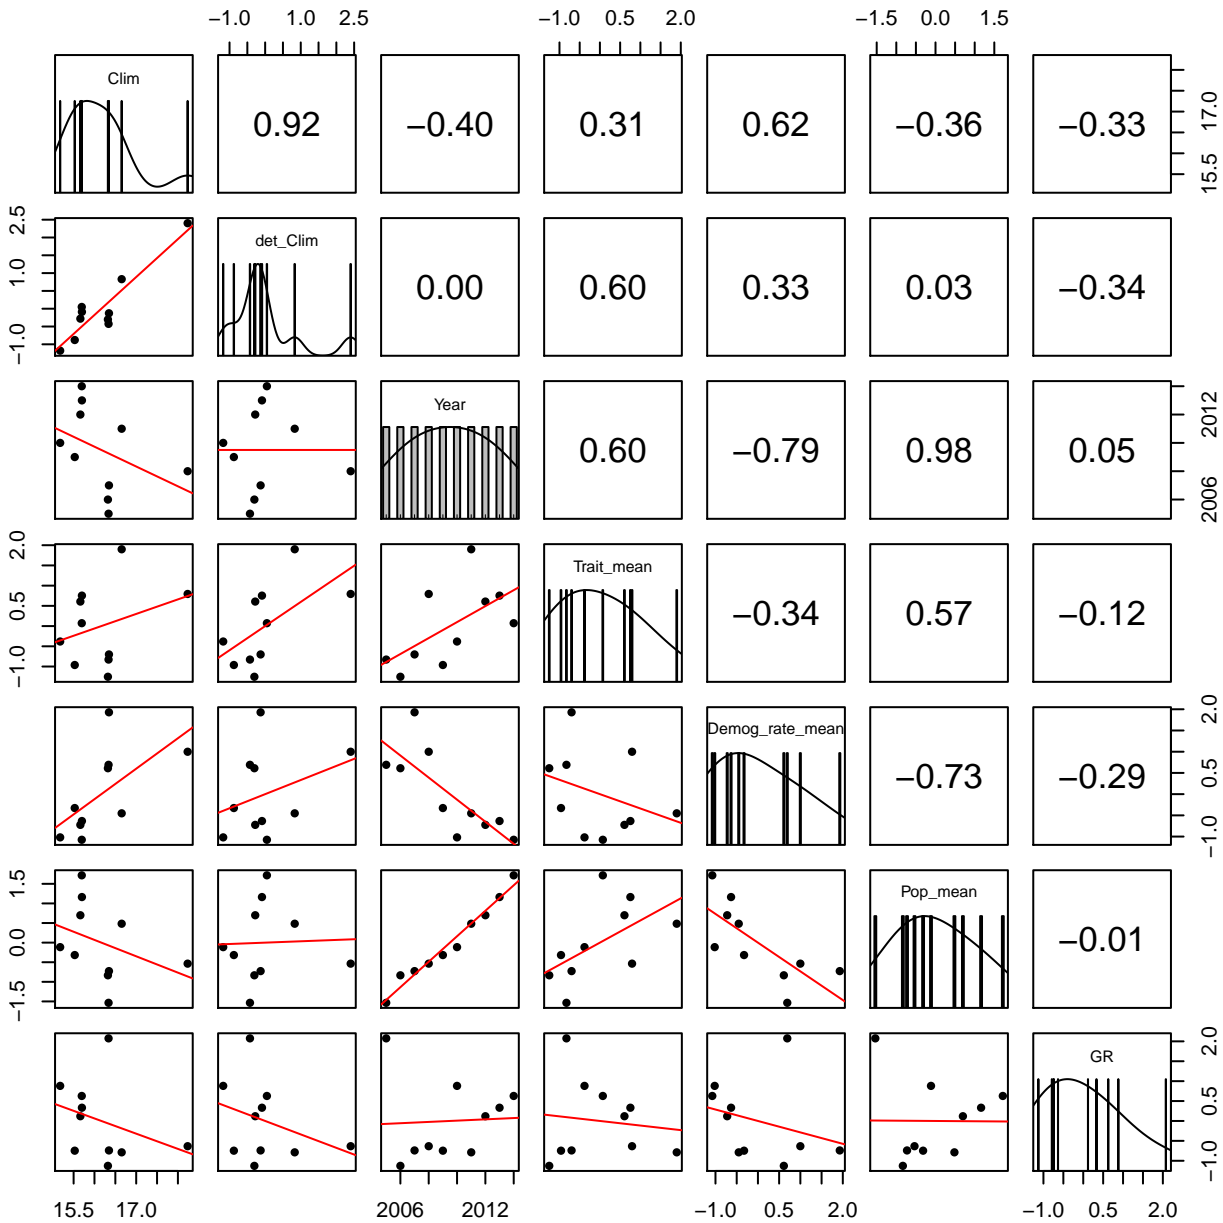 −1.0 1.0 2.5 −1.0 0.5 2.0 −1.5 0.0 1.5
Clim 0.92 −0.40 0.31 0.62 −0.36 −0.33 15.5 17.0
−1.0 1.0 2.5 det_Clim 0.00 0.60 0.33 0.03 −0.34
Year 0.60 −0.79 0.98 0.05 2006 2012
−1.0 0.5 2.0 Trait_mean −0.34 0.57 −0.12
Demog_rate_mean −0.73 −0.29 −1.0 0.5 2.0
−1.5 0.0 1.5 Pop_mean −0.01
GR −1.0 0.5 2.0
15.5 17.0 2006 2012 −1.0 0.5 2.0 −1.0 0.5 2.0